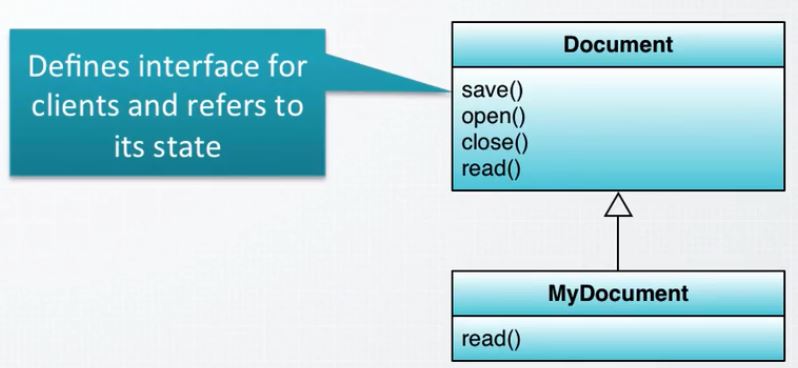 Defines interface for
clients and refers to
its state
Document
save()
open()
close()
read()
MyDocument
read()